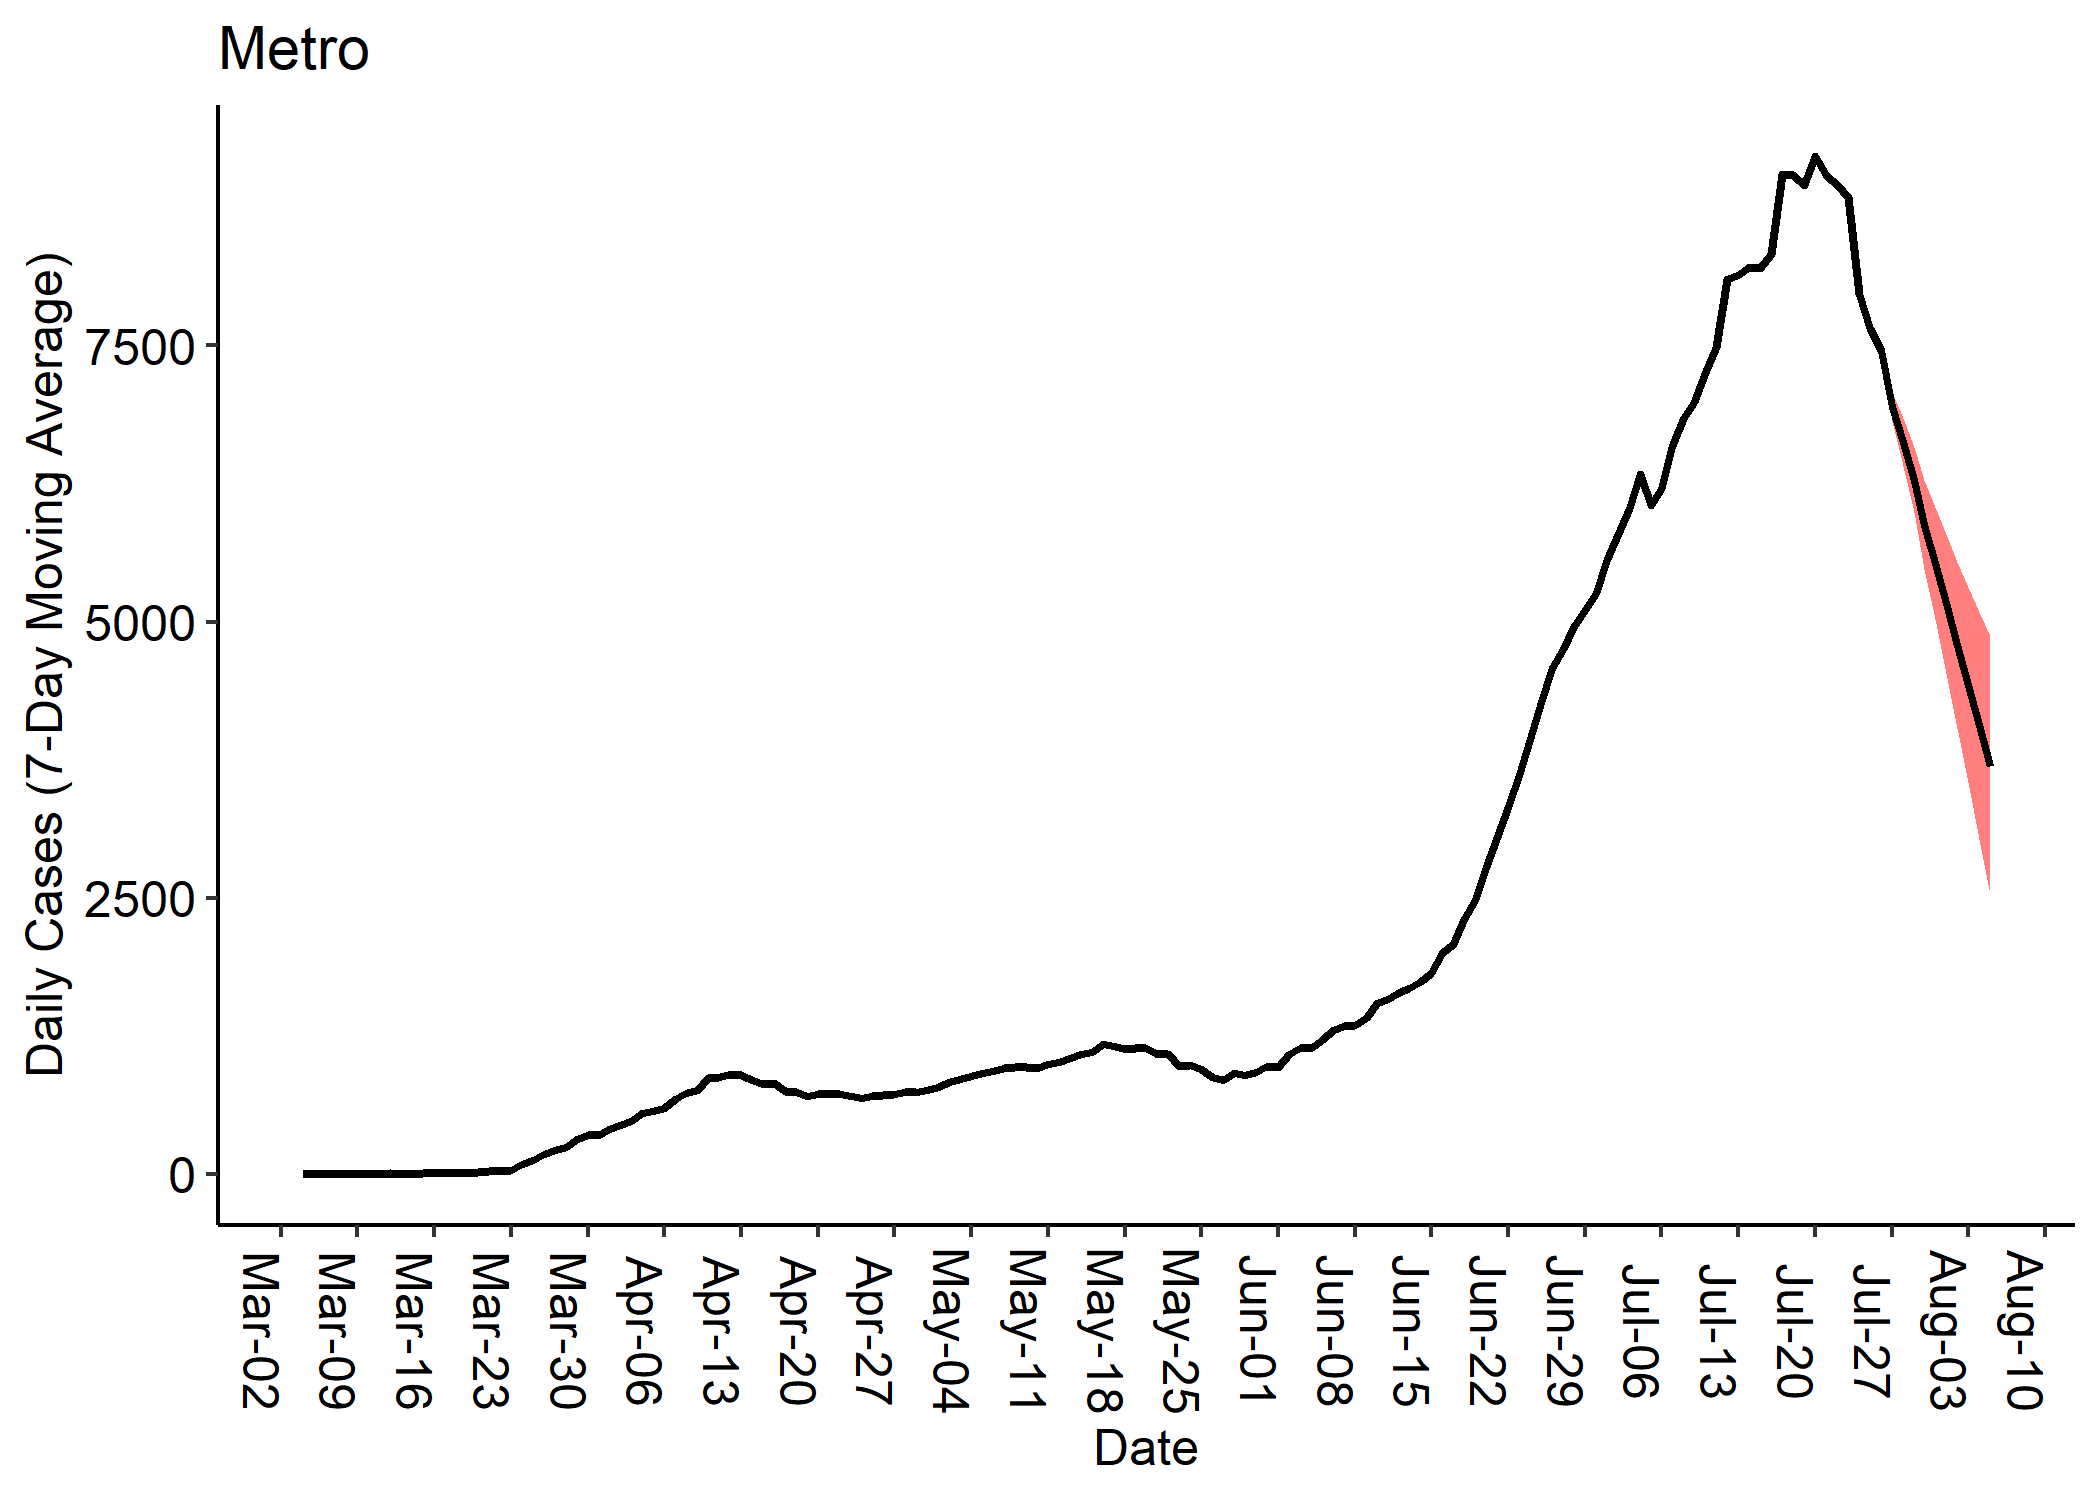 Metro
Daily Cases (7-Day Moving Average)
7500
5000
2500
0
Mar-02
Mar-09
Mar-16
Mar-23
Mar-30
Apr-06
Apr-13
Apr-20
Apr-27
May-04
May-11
May-18
May-25
Jun-01
Jun-08
Jun-15
Jun-22
Jun-29
Jul-06
Jul-13
Jul-20
Jul-27
Aug-03
Aug-10
Date